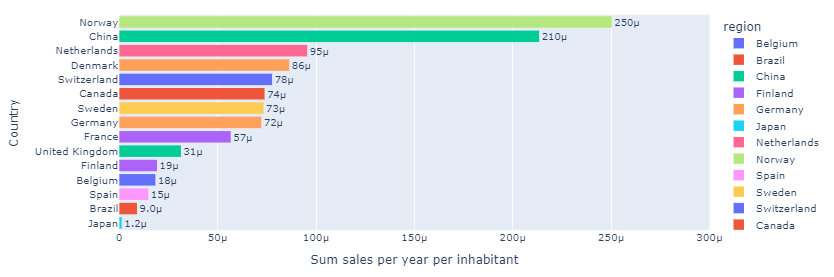 Norway 250μ
China 210μ
Netherlands 95μ
Denmark 86μ
Switzerland 78μ
Canada 74μ
Sweden 73μ
Germany 72μ
France 57μ
United Kingdom 31μ
Finland 19μ
Belgium 18μ
Spain 15μ
Brazil 9.0μ
Japan 1.2μ
0 50μ 100μ 150μ 200μ 250μ 300μ
Sum sales per year per inhabitant
Country
region
Belgium
Brazil
China
Finland
Germany
Japan
Netherlands
Norway
Spain
Sweden
Switzerland
Canada